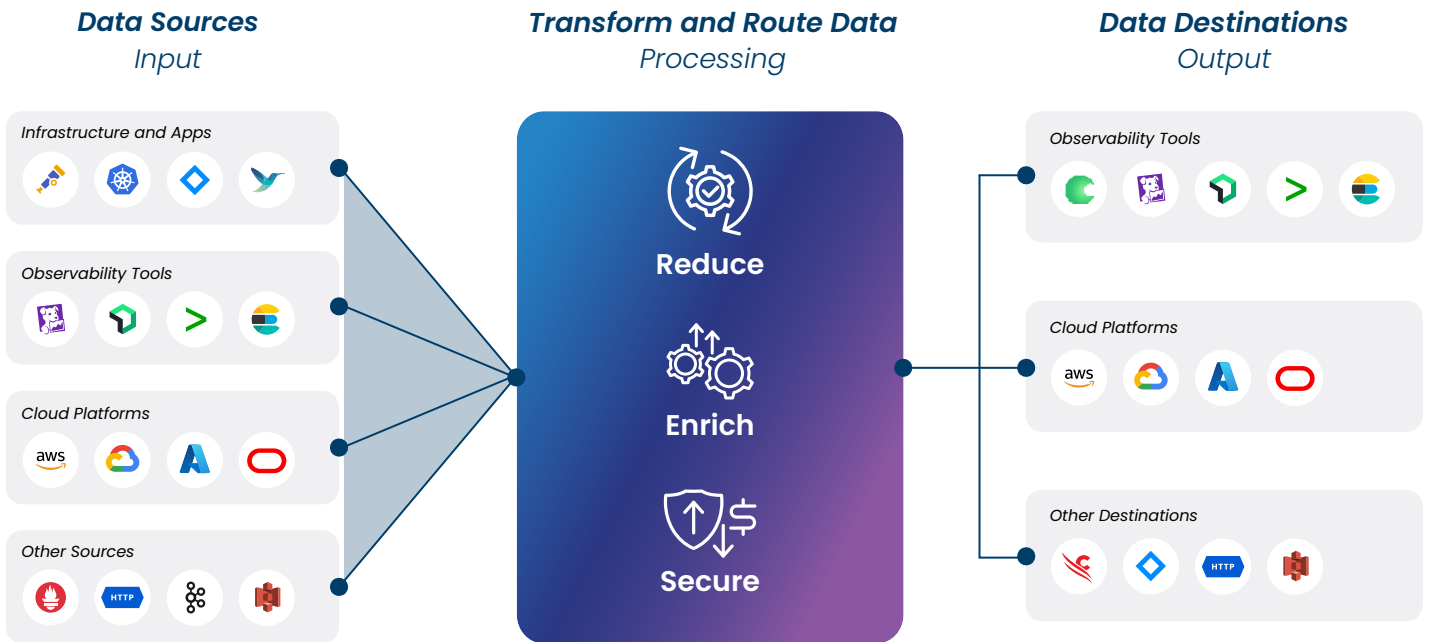 Data Sources
Input
Transform and Route Data
Processing
Data Destinations
Output
Infrastructure and Apps
Observability Tools
Cloud Platforms
aws
Other Sources
HTTP
Reduce
Enrich
Secure
Observability Tools
Cloud Platforms
aws
Other Destinations
HTTP